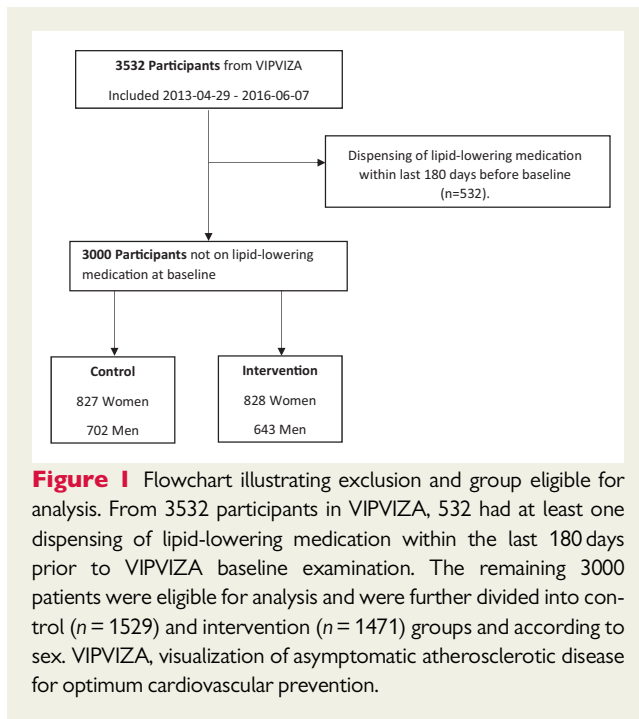 3532 Participants from VIPVIZA
Included 2013-04-29 - 2016-06-07
Dispensing of lipid-lowering medication
within last 180 days before baseline
(n=532).
3000 Participants not on lipid-lowering
medication at baseline
Control
827 Women
702 Men
Intervention
828 Women
643 Men
Figure 1 Flowchart illustrating exclusion and group eligible for
analysis. From 3532 participants in VIPVIZA, 532 had at least one
dispensing of lipid-lowering medication within the last 180 days
prior to VIPVIZA baseline examination. The remaining 3000
patients were eligible for analysis and were further divided into con-
trol (n = 1529) and intervention (n = 1471) groups and according to
sex. VIPVIZA, visualization of asymptomatic atherosclerotic disease
for optimum cardiovascular prevention.